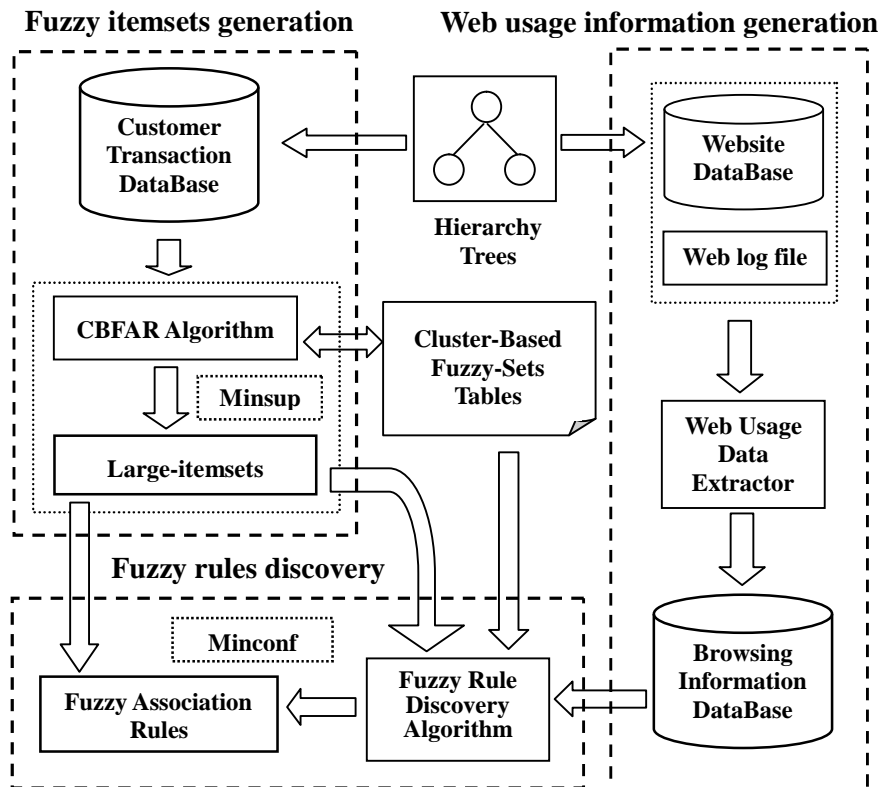 Fuzzy itemsets generation
Web usage information generation
Customer
Transaction
DataBase
Hierarchy
Trees
Website
DataBase
Web log file
CBFAR Algorithm
Minsup
Large-itemsets
Cluster-Based
Fuzzy-Sets
Tables
Web Usage
Data
Extractor
Fuzzy rules discovery
Minconf
Fuzzy Association
Rules
Fuzzy Rule
Discovery
Algorithm
Browsing
Information
DataBase